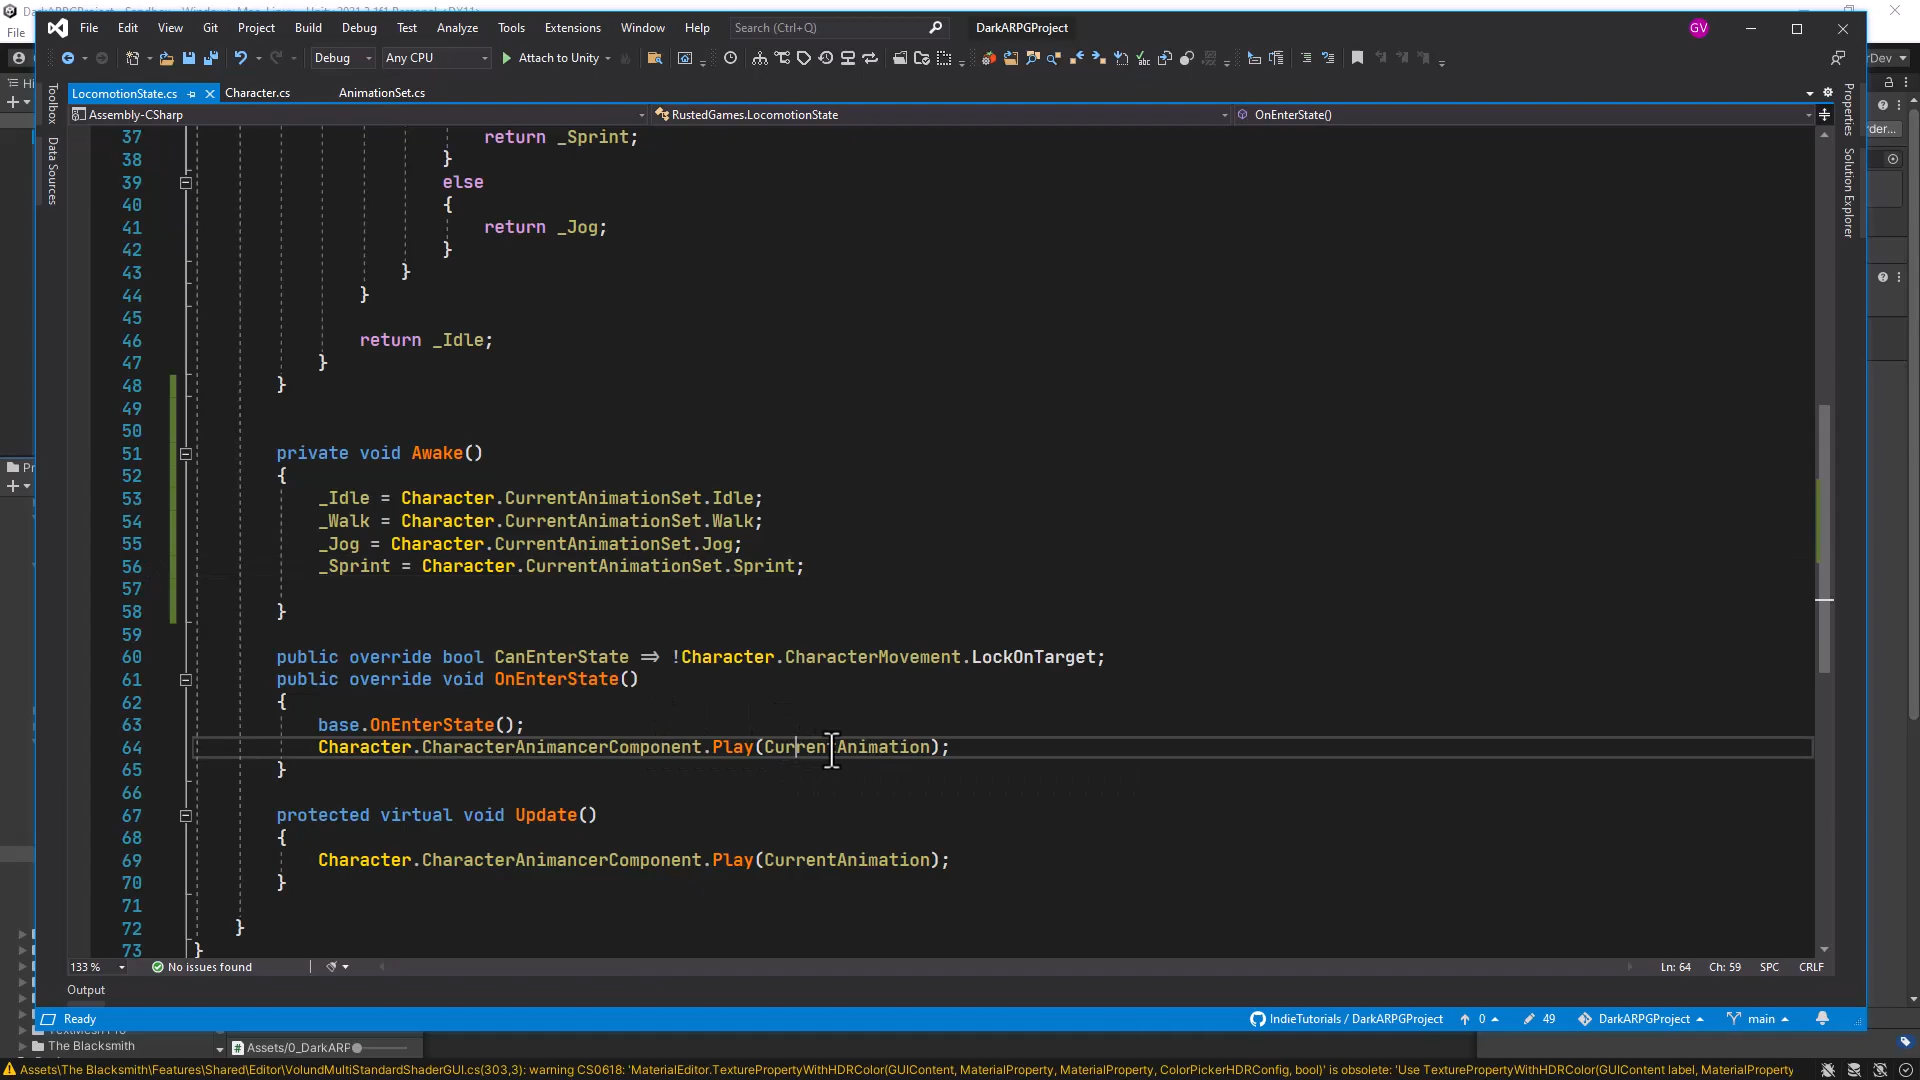 File Edit View Git Project Build Debug Test Analyze Tools Extensions Window Help Search (Ctrl+Q) DarkARPGProject GV
File
Debug Any CPU Attach to Unity
LocomotionState.cs Character.cs AnimationSet.cs
Assembly-CSharp RustedGames.LocomotionState OnEnterState()
Toolbox
Data Sources
Properties
Solution Explorer
37 return _Sprint;
38 }
39 else
40 {
41 return _Jog;
42 }
43 }
44 }
45
46 return _Idle;
47 }
48 }
49
50
51 private void Awake()
52 {
53 _Idle = Character.CurrentAnimationSet.Idle;
54 _Walk = Character.CurrentAnimationSet.Walk;
55 _Jog = Character.CurrentAnimationSet.Jog;
56 _Sprint = Character.CurrentAnimationSet.Sprint;
57
58 }
59
60 public override bool CanEnterState => !Character.CharacterMovement.LockOnTarget;
61 public override void OnEnterState()
62 {
63 base.OnEnterState();
64 Character.CharacterAnimancerComponent.Play(CurrentAnimation);
65 }
66
67 protected virtual void Update()
68 {
69 Character.CharacterAnimancerComponent.Play(CurrentAnimation);
70 }
71
72 }
73 }
133 % No issues found Ln: 64 Ch: 59 SPC CRLF
Output
Ready IndieTutorials / DarkARPGProject 0 49 DarkARPGProject main
The Blacksmith Assets/0_DarkARP
Assets\The Blacksmith\Features\Shared\Editor\VolundMultiStandardShaderGUI.cs(303,3): warning CS0618: 'MaterialEditor.TexturePropertyWithHDRColor(GUIContent, MaterialProperty, MaterialProperty, ColorPickerHDRConfig, bool)' is obsolete: 'Use TexturePropertyWithHDRColor(GUIContent label, MaterialProperty